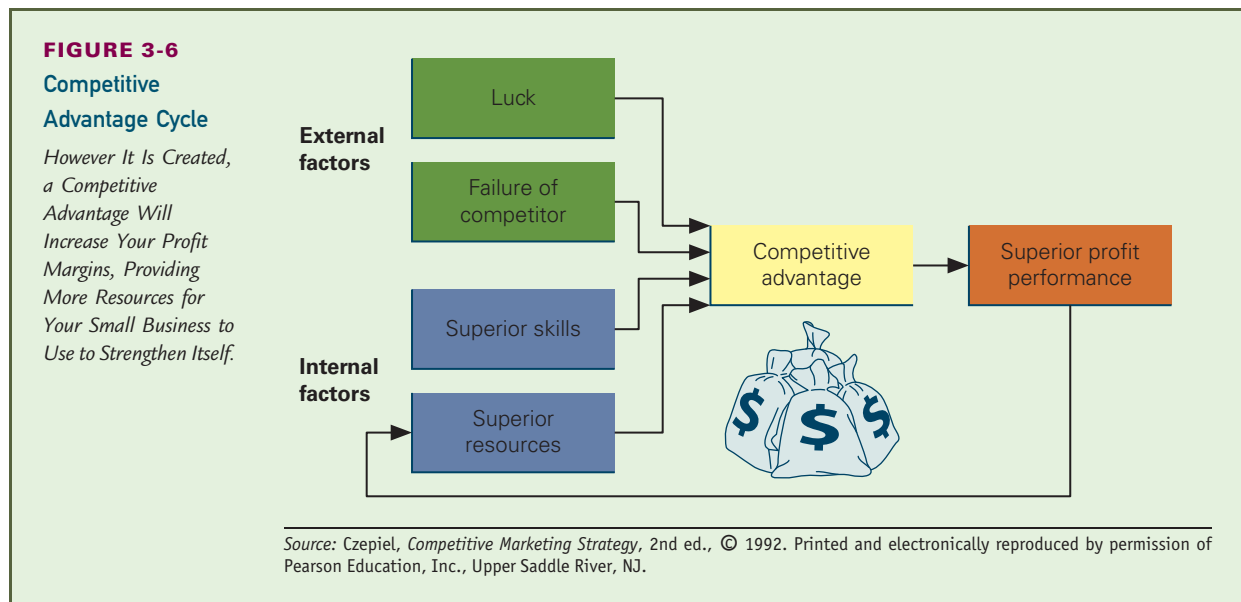 FIGURE 3-6
Competitive
Advantage Cycle
However It Is Created,
a Competitive
Advantage Will
Increase Your Profit
Margins, Providing
More Resources for
Your Small Business to
Use to Strengthen Itself.
External
factors
Luck
Failure of
competitor
Internal
factors
Superior skills
Superior
resources
Competitive
advantage
Superior profit
performance
$
$
$
Source: Czepiel, Competitive Marketing Strategy, 2nd ed., © 1992. Printed and electronically reproduced by permission of
Pearson Education, Inc., Upper Saddle River, NJ.